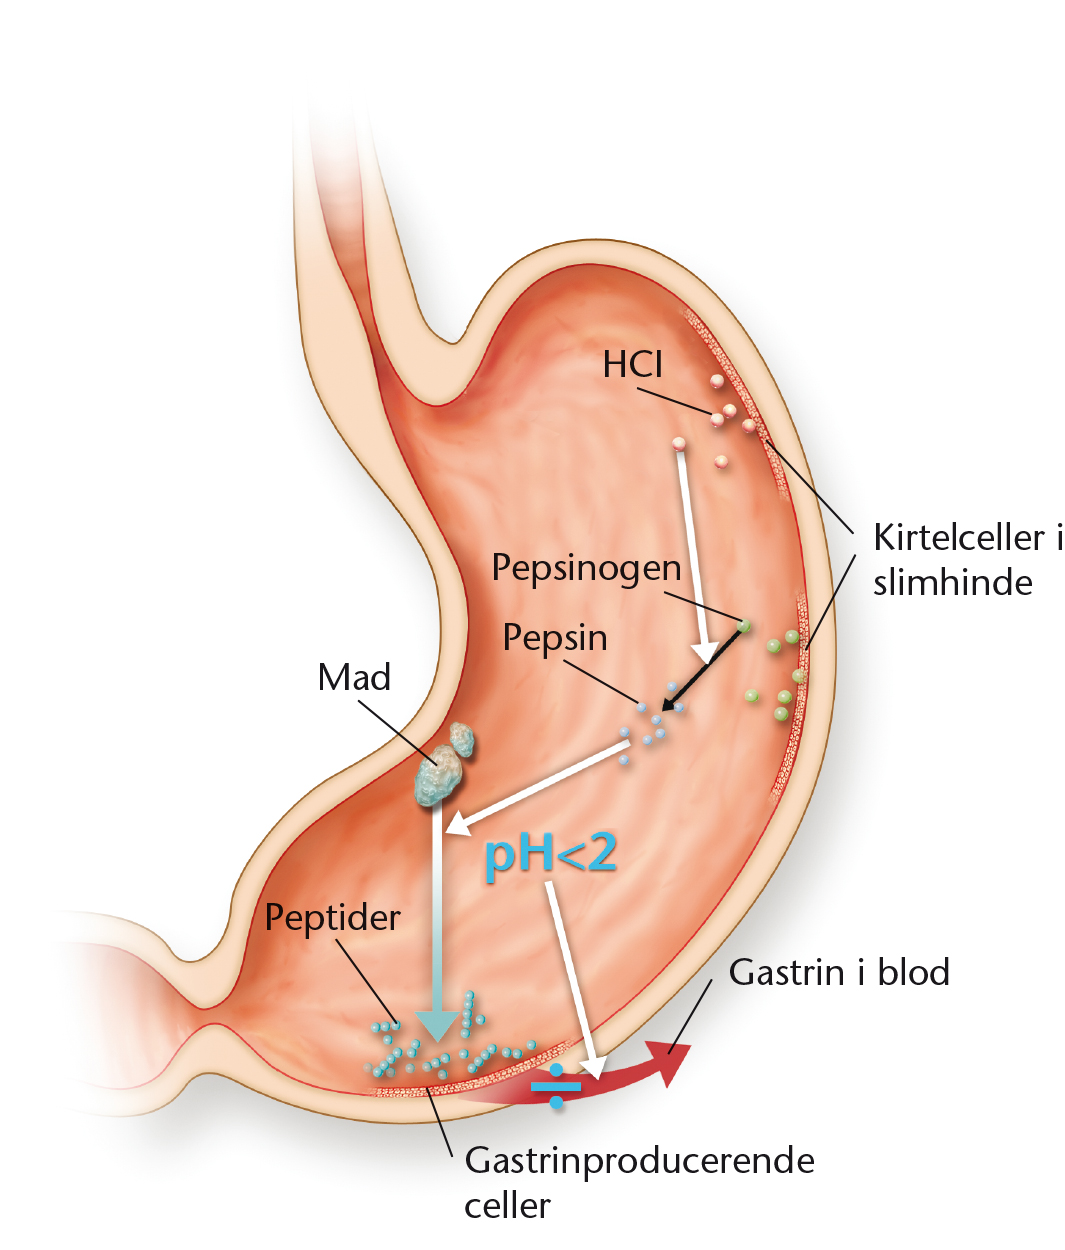 HCl
Kirtelceller i
slimhinde
Pepsinogen
Pepsin
Mad
pH<2
Peptider
Gastrin i blod
÷
Gastrinproducerende
celler